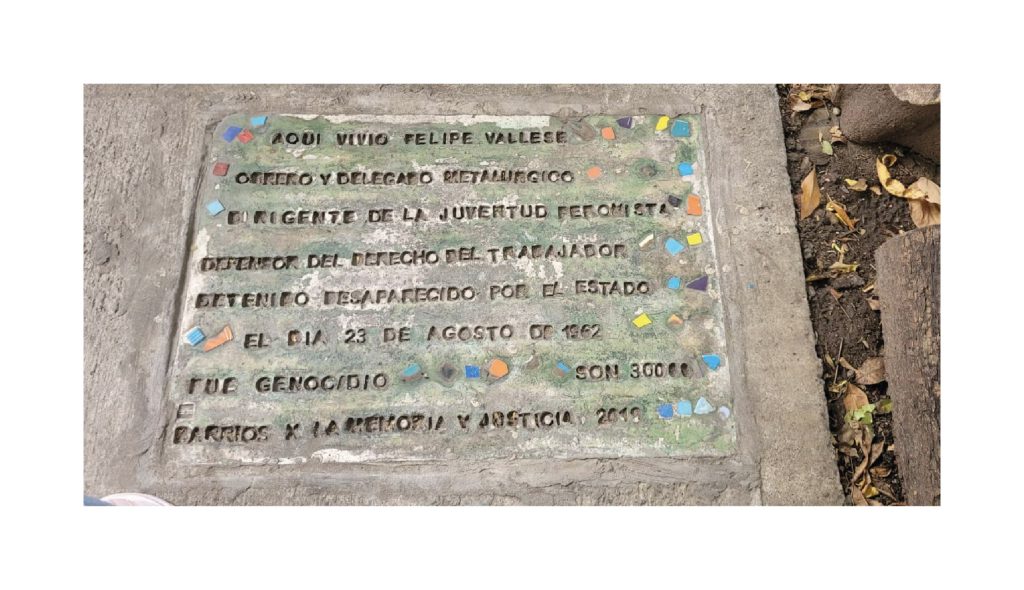 AQUI VIVIO FELIPE VALLESE
OBRERO Y DELEGADO METALURGICO
DIRIGENTE DE LA JUVENTUD PERONISTA
DEFENSOR DEL DERECHO DEL TRABAJADOR
DETENIDO DESAPARECIDO POR EL ESTADO
EL DIA 23 DE AGOSTO DE 1962
FUE GENOCIDIO SON 30000
BARRIOS X LA MEMORIA Y JUSTICIA